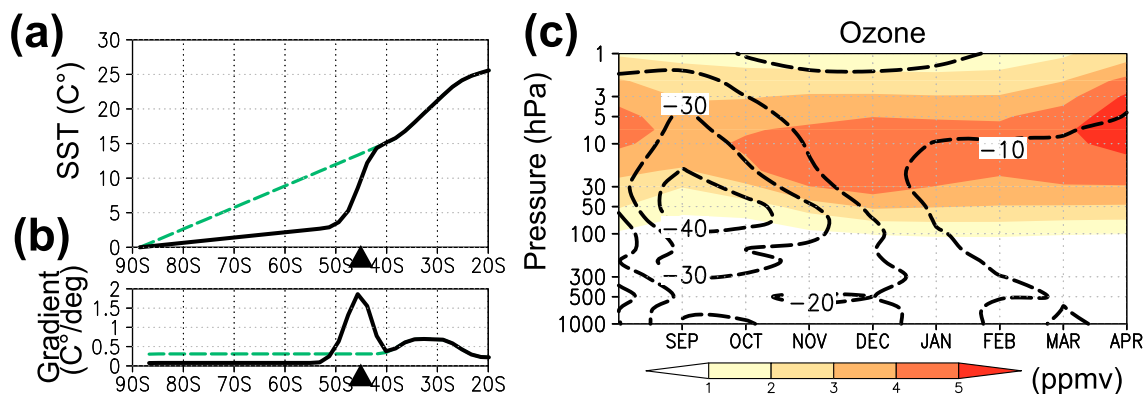 (a)
SST (C°)
30
25
20
15
10
5
0
90S 80S 70S 60S 50S 40S 30S 20S
(b)
Gradient
(C°/deg)
2
1.5
1
0.5
0
90S 80S 70S 60S 50S 40S 30S 20S
(c)
Ozone
Pressure (hPa)
1
3
5
10
30
50
100
300
500
1000
-30
-10
-40
-30
-20
SEP OCT NOV DEC JAN FEB MAR APR
1 2 3 4 5
(ppmv)